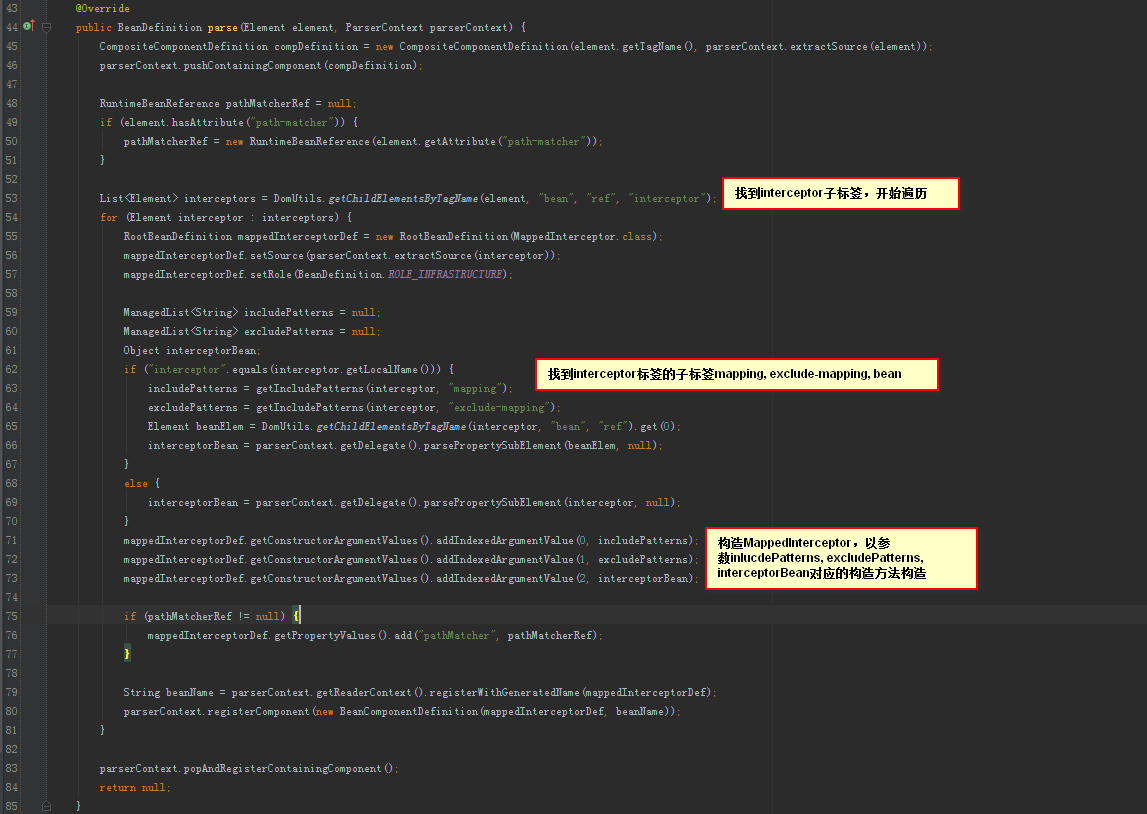 43 @Override
44 public BeanDefinition parse(Element element, ParserContext parserContext) {
45 CompositeComponentDefinition compDefinition = new CompositeComponentDefinition(element.getTagName(), parserContext.extractSource(element));
46 parserContext.pushContainingComponent(compDefinition);
47
48 RuntimeBeanReference pathMatcherRef = null;
49 if (element.hasAttribute("path-matcher")) {
50 pathMatcherRef = new RuntimeBeanReference(element.getAttribute("path-matcher"));
51 }
52
53 List<Element> interceptors = DomUtils.getChildElementsByTagName(element, "bean", "ref", "interceptor");
找到interceptor子标签，开始遍历
54 for (Element interceptor : interceptors) {
55 RootBeanDefinition mappedInterceptorDef = new RootBeanDefinition(MappedInterceptor.class);
56 mappedInterceptorDef.setSource(parserContext.extractSource(interceptor));
57 mappedInterceptorDef.setRole(BeanDefinition.ROLE_INFRASTRUCTURE);
58
59 ManagedList<String> includePatterns = null;
60 ManagedList<String> excludePatterns = null;
61 Object interceptorBean;
62 if ("interceptor".equals(interceptor.getLocalName())) {
找到interceptor标签的子标签mapping, exclude-mapping, bean
63 includePatterns = getIncludePatterns(interceptor, "mapping");
64 excludePatterns = getIncludePatterns(interceptor, "exclude-mapping");
65 Element beanElem = DomUtils.getChildElementsByTagName(interceptor, "bean", "ref").get(0);
66 interceptorBean = parserContext.getDelegate().parsePropertySubElement(beanElem, null);
67 }
68 else {
69 interceptorBean = parserContext.getDelegate().parsePropertySubElement(interceptor, null);
70 }
71 mappedInterceptorDef.getConstructorArgumentValues().addIndexedArgumentValue(0, includePatterns);
72 mappedInterceptorDef.getConstructorArgumentValues().addIndexedArgumentValue(1, excludePatterns);
73 mappedInterceptorDef.getConstructorArgumentValues().addIndexedArgumentValue(2, interceptorBean);
构造MappedInterceptor，以参
数inlucdePatterns, excludePatterns,
interceptorBean对应的构造方法构造
74
75 if (pathMatcherRef != null) {
76 mappedInterceptorDef.getPropertyValues().add("pathMatcher", pathMatcherRef);
77 }
78
79 String beanName = parserContext.getReaderContext().registerWithGeneratedName(mappedInterceptorDef);
80 parserContext.registerComponent(new BeanComponentDefinition(mappedInterceptorDef, beanName));
81 }
82
83 parserContext.popAndRegisterContainingComponent();
84 return null;
85 }